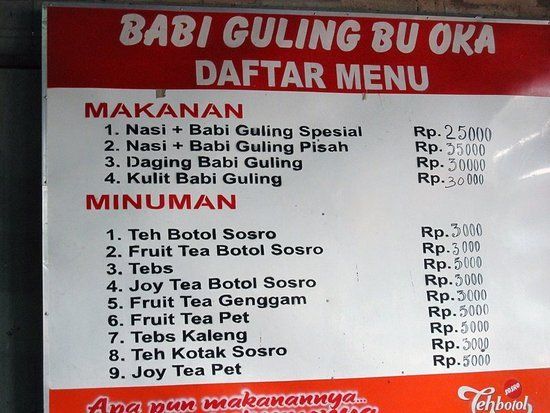 BABI GULING BU OKA
DAFTAR MENU
MAKANAN
1. Nasi + Babi Guling Spesial Rp. 25000
2. Nasi + Babi Guling Pisah Rp. 35000
3. Daging Babi Guling Rp. 30000
4. Kulit Babi Guling Rp. 30000
MINUMAN
1. Teh Botol Sosro Rp. 3000
2. Fruit Tea Botol Sosro Rp. 3000
3. Tebs Rp. 5000
4. Joy Tea Botol Sosro Rp. 3000
5. Fruit Tea Genggam Rp. 3000
6. Fruit Tea Pet Rp. 5000
7. Tebs Kaleng Rp. 5000
8. Teh Kotak Sosro Rp. 3000
9. Joy Tea Pet Rp. 5000
Apa pun makanannya...
SOSRO
Tehbotol